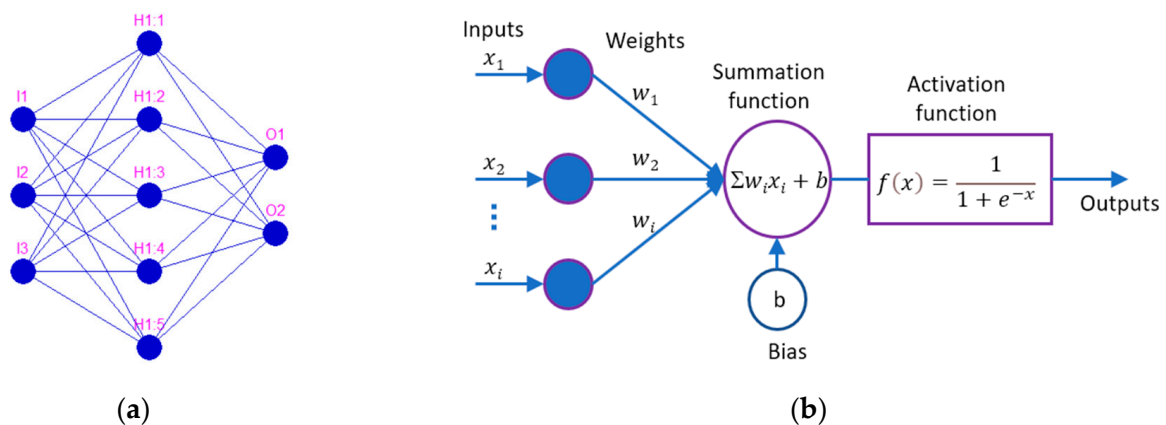 H1:1
I1
H1:2
O1
I2
H1:3
O2
I3
H1:4
H1:5
(a)
Inputs
Weights
x₁
w₁
x₂
w₂
⋮
wᵢ
xᵢ
Summation
function
Σwᵢxᵢ + b
b
Bias
Activation
function
f(x) = 1 / (1 + e⁻ˣ)
Outputs
(b)